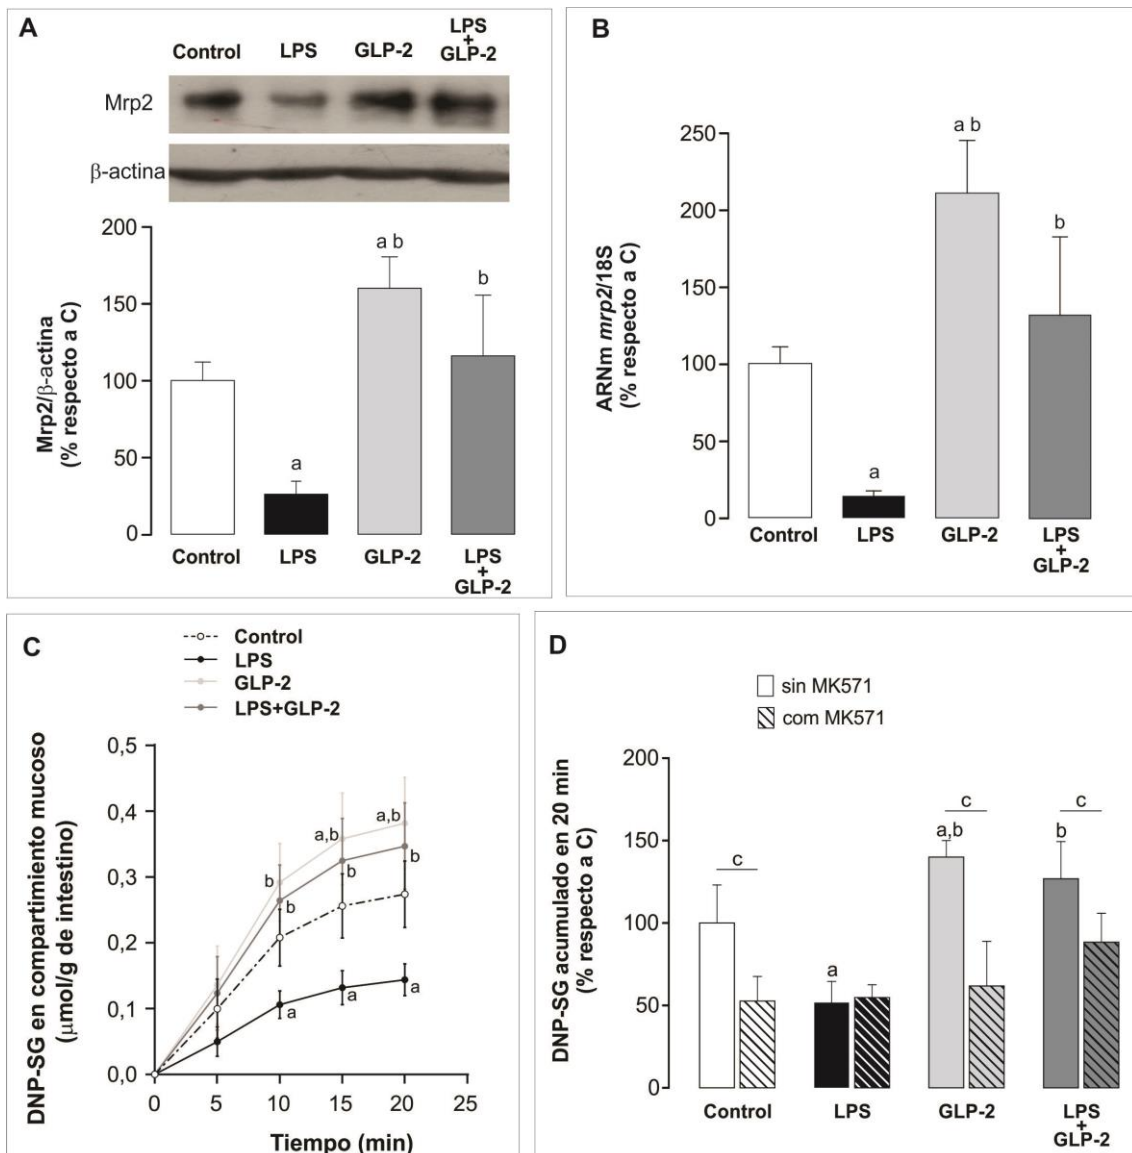 A
Control
LPS
GLP-2
LPS
+
GLP-2
Mrp2
β-actina
Mrp2/β-actina
(% respecto a C)
200
150
100
50
0
a
a b
b
Control
LPS
GLP-2
LPS
+
GLP-2
B
ARNm mrp2/18S
(% respecto a C)
250
200
150
100
50
0
a
a b
b
Control
LPS
GLP-2
LPS
+
GLP-2
C
Control
LPS
GLP-2
LPS+GLP-2
DNP-SG en compartimiento mucoso
(μmol/g de intestino)
0,5
0,4
0,3
0,2
0,1
0,0
b
a,b
a,b
b
b
b
a
a
a
0
5
10
15
20
25
Tiempo (min)
D
sin MK571
com MK571
DNP-SG acumulado en 20 min
(% respecto a C)
200
150
100
50
0
c
a
c
a,b
c
b
Control
LPS
GLP-2
LPS
+
GLP-2